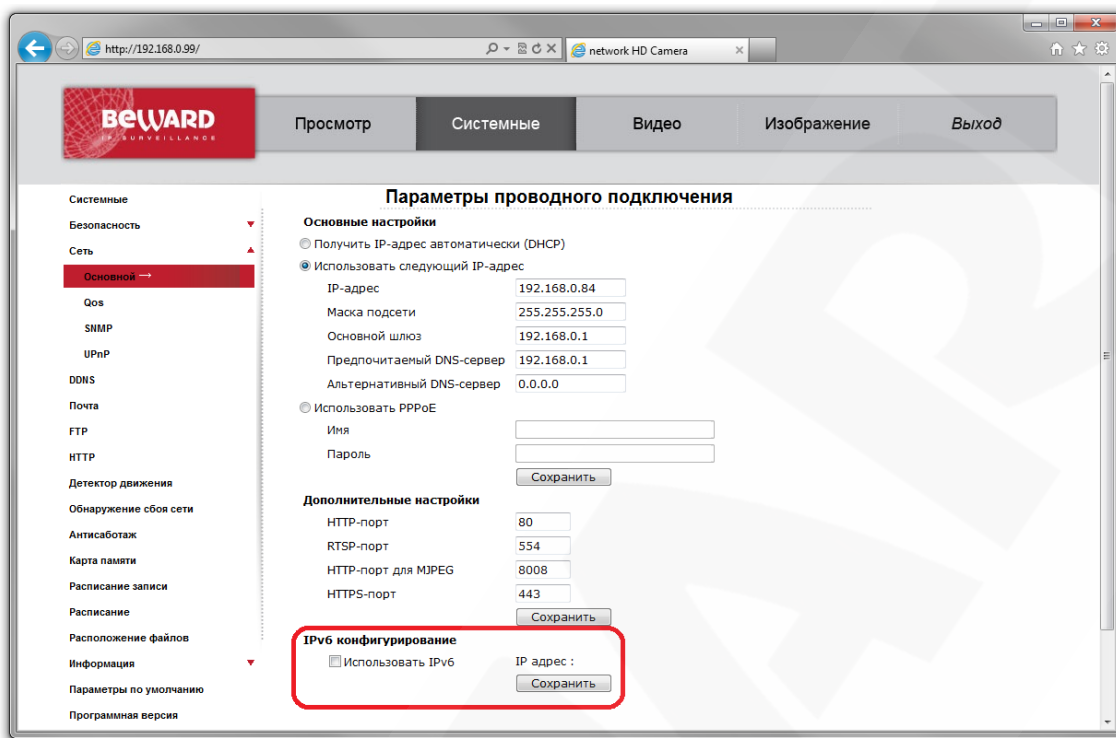 http://192.168.0.99/
network HD Camera
BEWARD
IP SURVEILLANCE
Просмотр
Системные
Видео
Изображение
Выход
Системные
Безопасность
Сеть
Основной →
Qos
SNMP
UPnP
DDNS
Почта
FTP
HTTP
Детектор движения
Обнаружение сбоя сети
Антисаботаж
Карта памяти
Расписание записи
Расписание
Расположение файлов
Информация
Параметры по умолчанию
Программная версия
Параметры проводного подключения
Основные настройки
Получить IP-адрес автоматически (DHCP)
Использовать следующий IP-адрес
IP-адрес 192.168.0.84
Маска подсети 255.255.255.0
Основной шлюз 192.168.0.1
Предпочитаемый DNS-сервер 192.168.0.1
Альтернативный DNS-сервер 0.0.0.0
Использовать PPPoE
Имя
Пароль
Сохранить
Дополнительные настройки
HTTP-порт 80
RTSP-порт 554
HTTP-порт для MJPEG 8008
HTTPS-порт 443
Сохранить
IPv6 конфигурирование
Использовать IPv6 IP адрес :
Сохранить